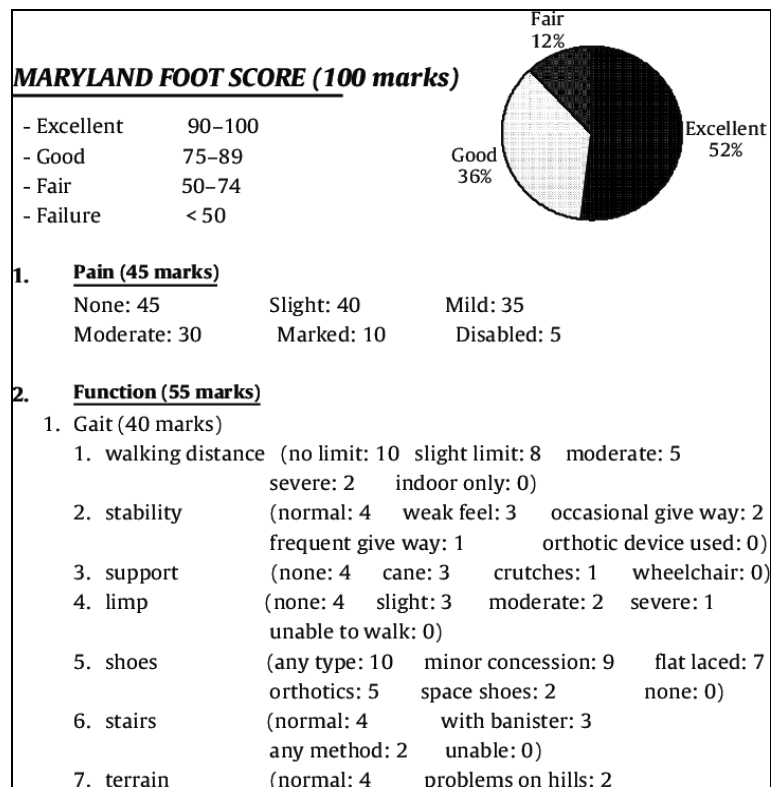 Fair
12%
MARYLAND FOOT SCORE (100 marks)
- Excellent 90–100
- Good 75–89
- Fair 50–74
- Failure < 50
Excellent
52%
Good
36%
1. Pain (45 marks)
None: 45 Slight: 40 Mild: 35
Moderate: 30 Marked: 10 Disabled: 5
2. Function (55 marks)
1. Gait (40 marks)
1. walking distance (no limit: 10 slight limit: 8 moderate: 5
severe: 2 indoor only: 0)
2. stability (normal: 4 weak feel: 3 occasional give way: 2
frequent give way: 1 orthotic device used: 0)
3. support (none: 4 cane: 3 crutches: 1 wheelchair: 0)
4. limp (none: 4 slight: 3 moderate: 2 severe: 1
unable to walk: 0)
5. shoes (any type: 10 minor concession: 9 flat laced: 7
orthotics: 5 space shoes: 2 none: 0)
6. stairs (normal: 4 with banister: 3
any method: 2 unable: 0)
7. terrain (normal: 4 problems on hills: 2